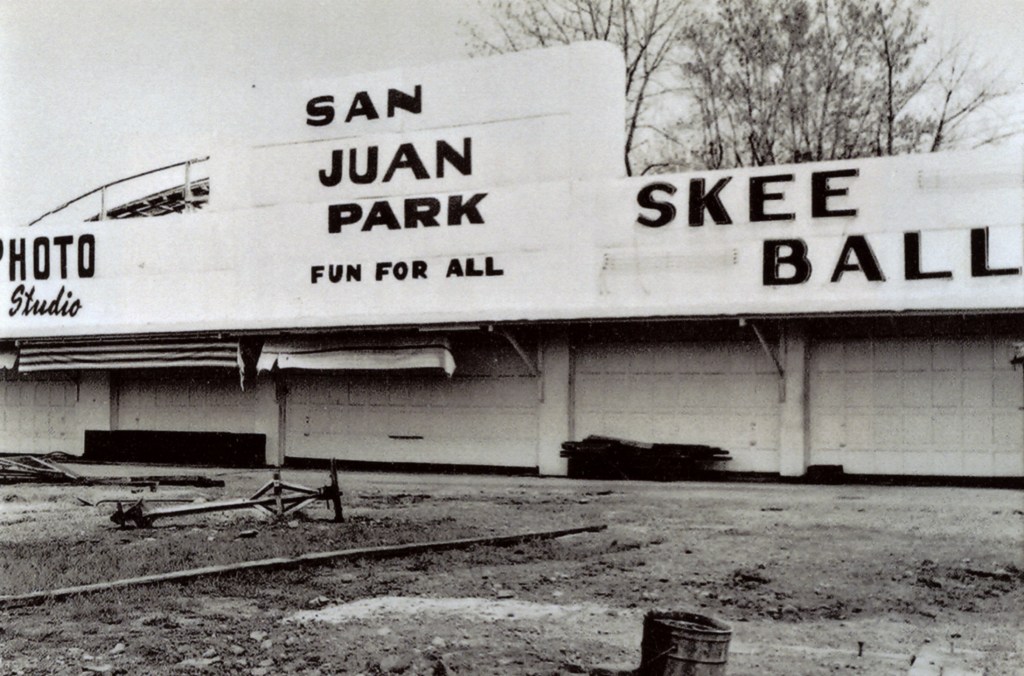 PHOTO
Studio
SAN
JUAN
PARK
FUN FOR ALL
SKEE
BALL